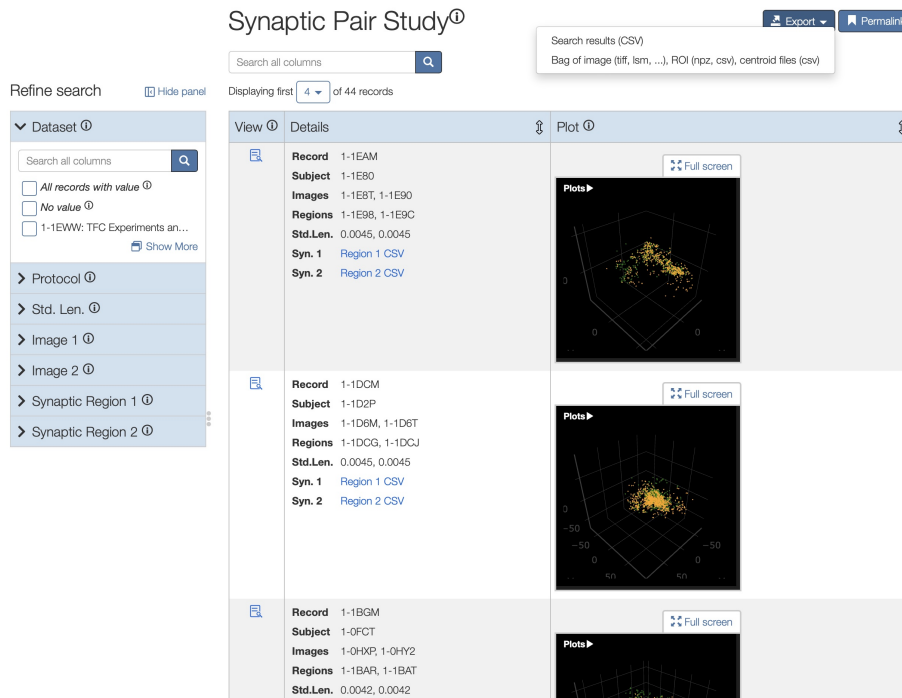 Synaptic Pair Study
Export
Permalink
Search results (CSV)
Bag of image (tiff, lsm, ...), ROI (npz, csv), centroid files (csv)
Search all columns
Refine search
Hide panel
Displaying first 4 of 44 records
Dataset
Search all columns
All records with value
No value
1-1EWW: TFC Experiments an...
Show More
Protocol
Std. Len.
Image 1
Image 2
Synaptic Region 1
Synaptic Region 2
View Details Plot
Record 1-1EAM
Subject 1-1E80
Images 1-1E8T, 1-1E90
Regions 1-1E98, 1-1E9C
Std.Len. 0.0045, 0.0045
Syn. 1 Region 1 CSV
Syn. 2 Region 2 CSV
Full screen
Plots
0
0 0
Record 1-1DCM
Subject 1-1D2P
Images 1-1D6M, 1-1D6T
Regions 1-1DCG, 1-1DCJ
Std.Len. 0.0045, 0.0045
Syn. 1 Region 1 CSV
Syn. 2 Region 2 CSV
Full screen
Plots
0
−50
−50 −50
0 0
50 50
Record 1-1BGM
Subject 1-0FCT
Images 1-0HXP, 1-0HY2
Regions 1-1BAR, 1-1BAT
Std.Len. 0.0042, 0.0042
Full screen
Plots